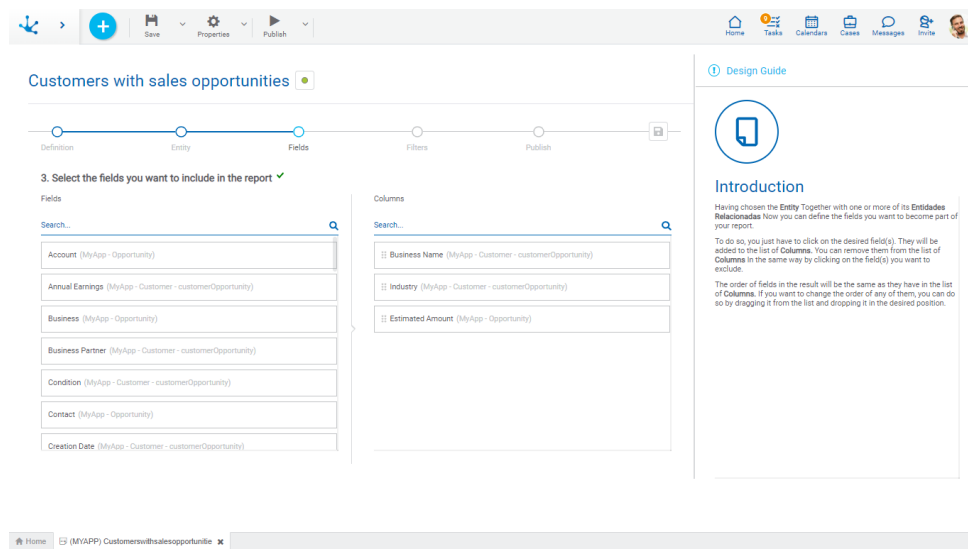 Save
Properties
Publish
Home
9
Tasks
Calendars
Cases
Messages
Invite
Customers with sales opportunities
Definition
Entity
Fields
Filters
Publish
3. Select the fields you want to include in the report
Fields
Search...
Account (MyApp - Opportunity)
Annual Earnings (MyApp - Customer - customerOpportunity)
Business (MyApp - Opportunity)
Business Partner (MyApp - Customer - customerOpportunity)
Condition (MyApp - Customer - customerOpportunity)
Contact (MyApp - Opportunity)
Creation Date (MyApp - Customer - customerOpportunity)
Columns
Search...
Business Name (MyApp - Customer - customerOpportunity)
Industry (MyApp - Customer - customerOpportunity)
Estimated Amount (MyApp - Opportunity)
Design Guide
Introduction
Having chosen the Entity Together with one or more of its Entidades
Relacionadas Now you can define the fields you want to become part of
your report.
To do so, you just have to click on the desired field(s). They will be
added to the list of Columns. You can remove them from the list of
Columns In the same way by clicking on the field(s) you want to
exclude.
The order of fields in the result will be the same as they have in the list
of Columns. If you want to change the order of any of them, you can do
so by dragging it from the list and dropping it in the desired position.
Home
(MYAPP) Customerswithsalesopportunitie